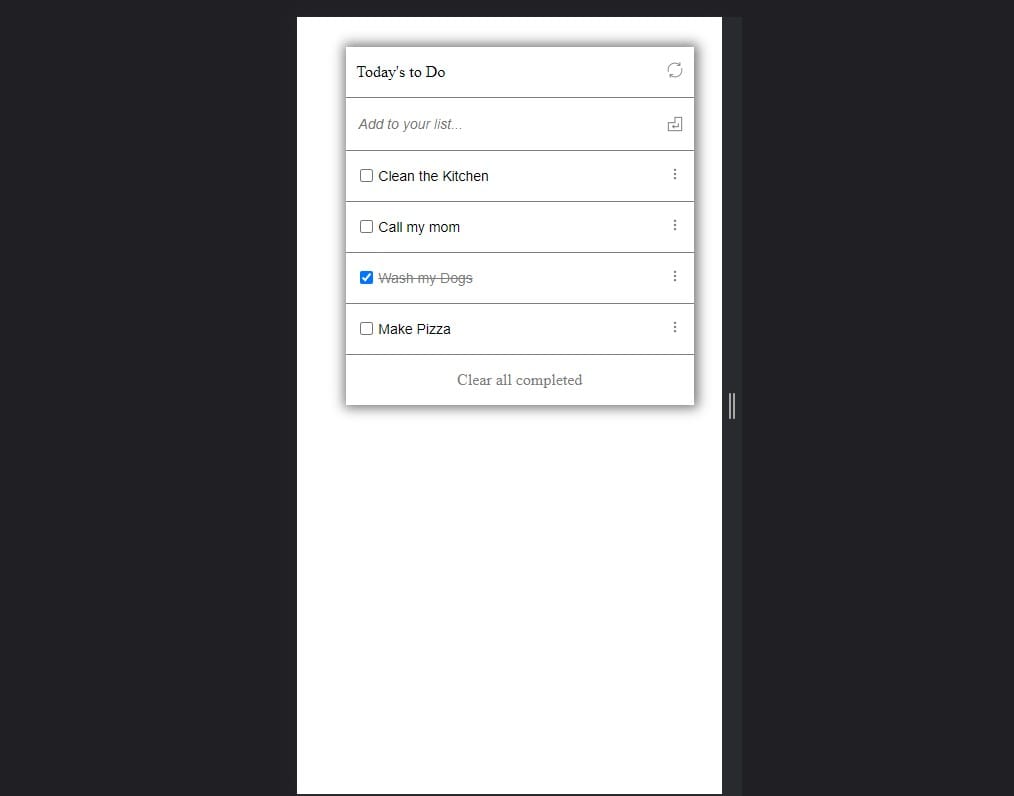 Today's to Do
Add to your list...
Clean the Kitchen
Call my mom
Wash my Dogs
Make Pizza
Clear all completed